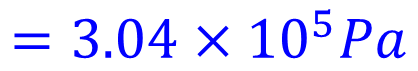 = 3.04 × 10⁵Pa